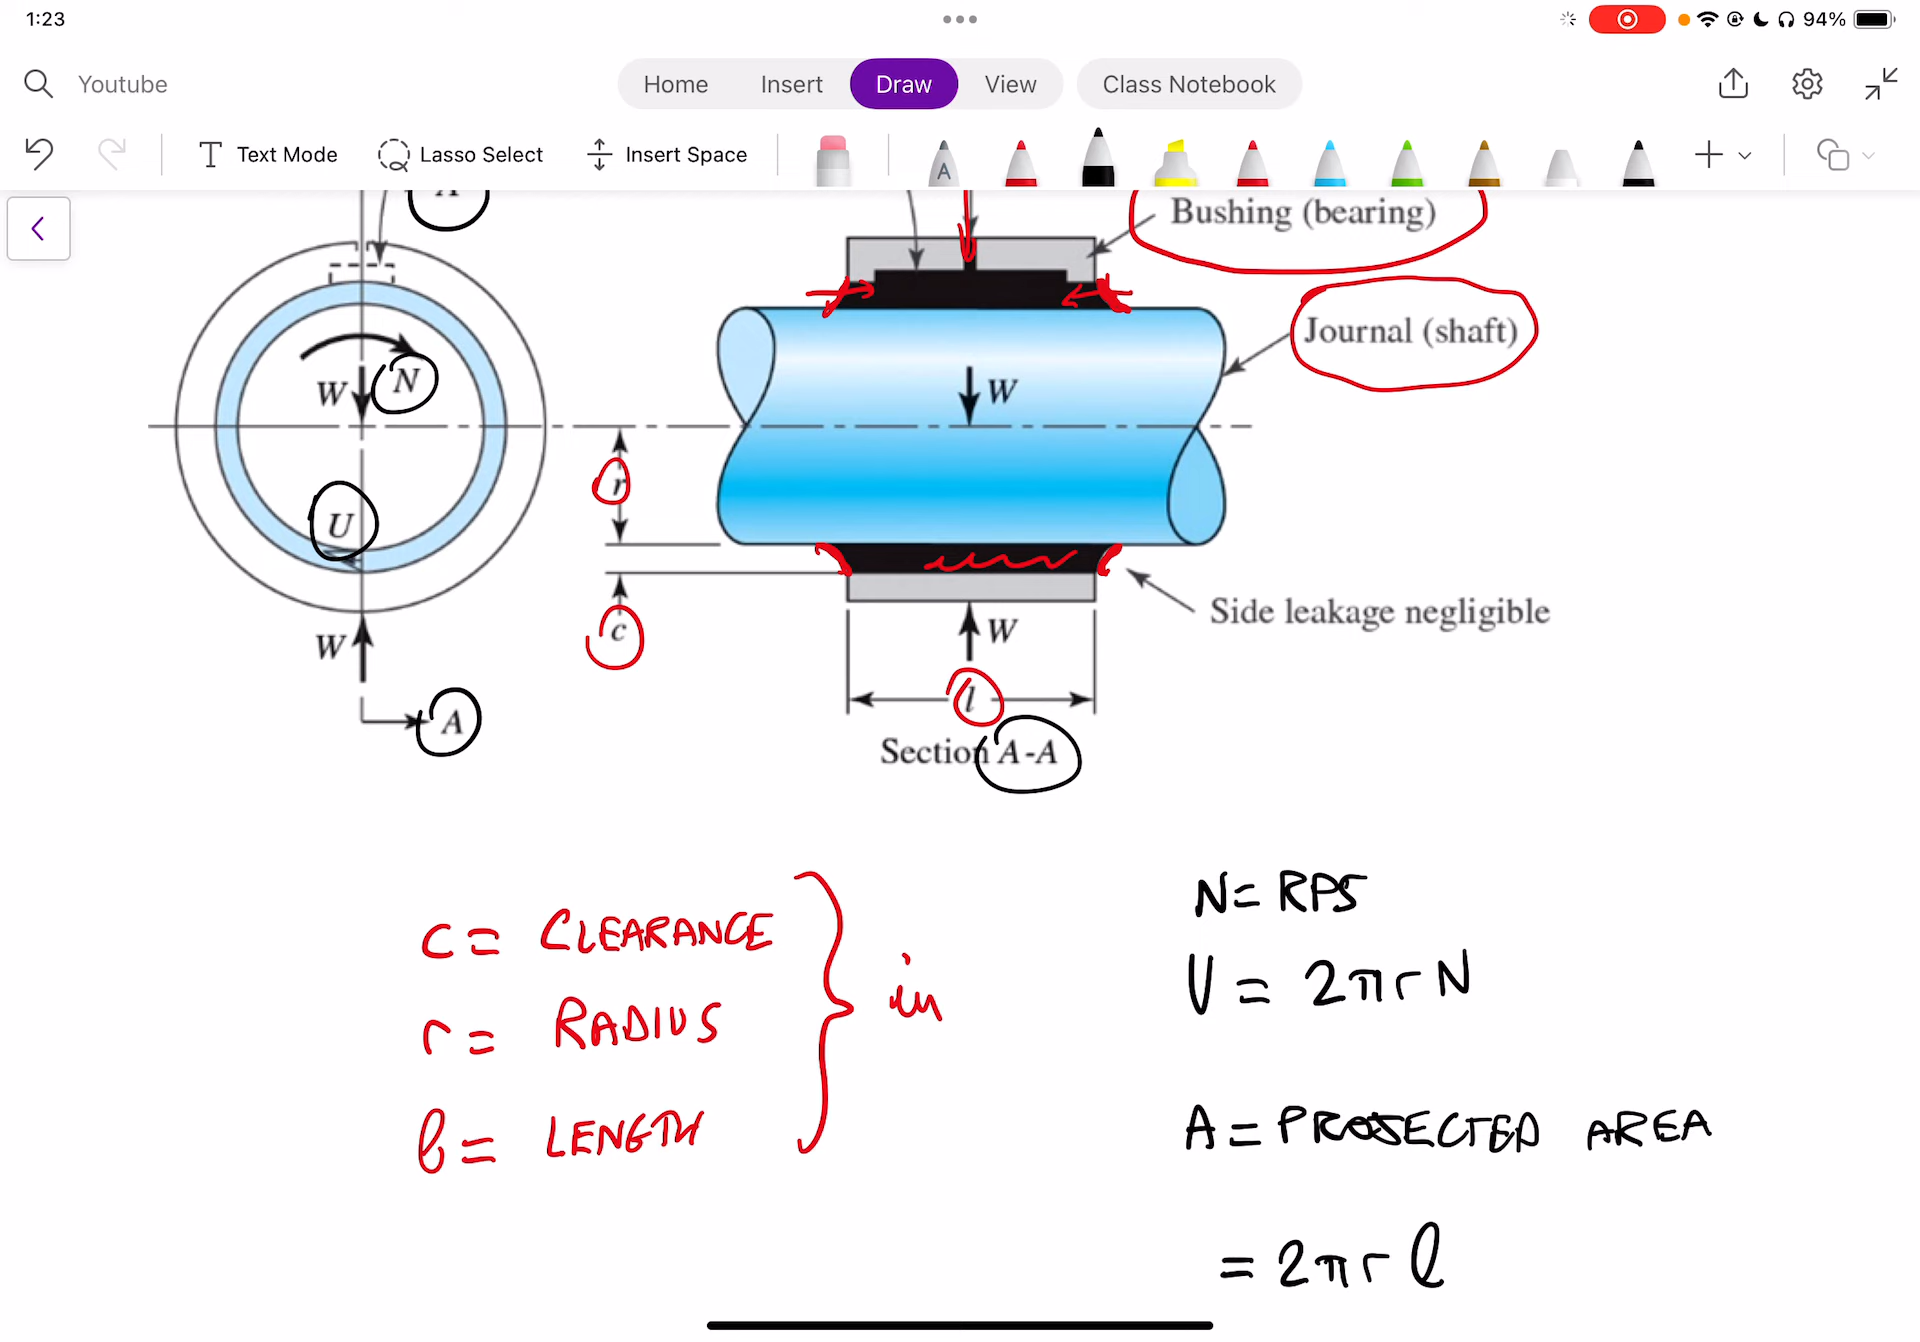 1:23
94%
Youtube
Home Insert Draw View Class Notebook
Text Mode Lasso Select Insert Space
A
Bushing (bearing)
Journal (shaft)
W N
W
r
U
c
W
W
Side leakage negligible
A
l
Section A-A
c = CLEARANCE
r = RADIUS
l = LENGTH
in
N = RPS
U = 2πrN
A = PROJECTED AREA
= 2πrl